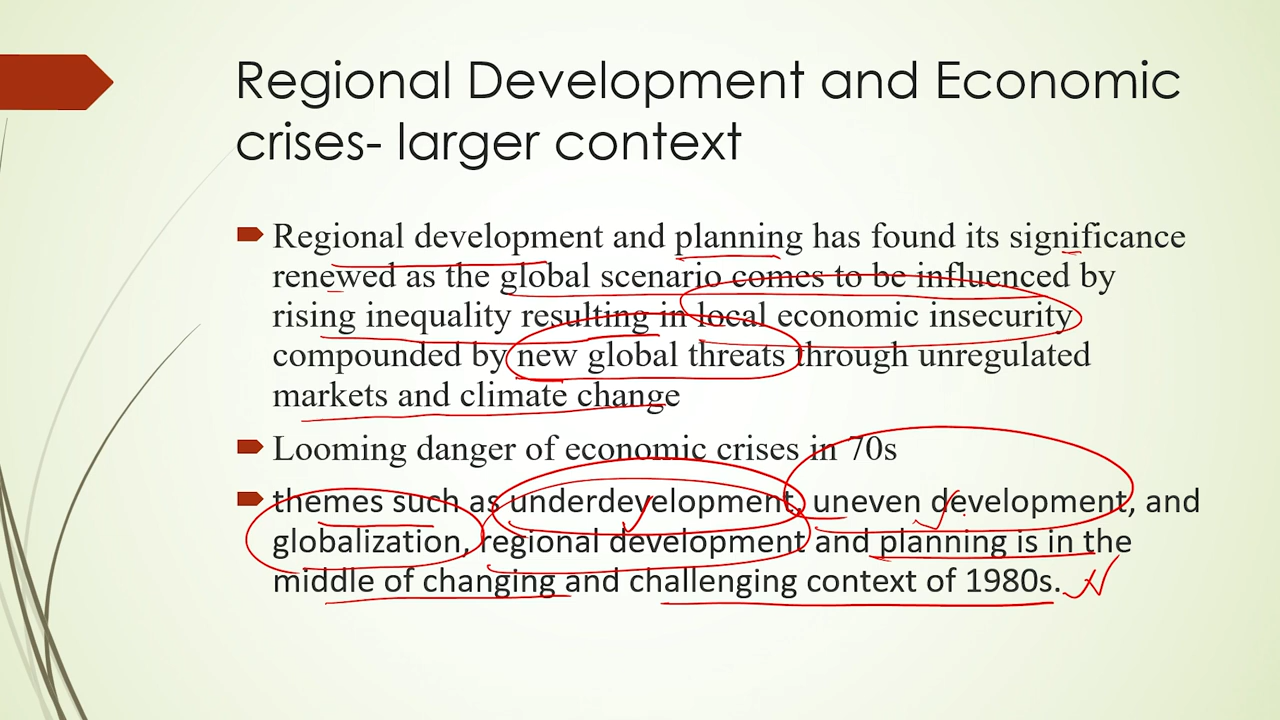 Regional Development and Economic
crises- larger context
Regional development and planning has found its significance
renewed as the global scenario comes to be influenced by
rising inequality resulting in local economic insecurity
compounded by new global threats through unregulated
markets and climate change
Looming danger of economic crises in 70s
themes such as underdevelopment, uneven development, and
globalization, regional development and planning is in the
middle of changing and challenging context of 1980s.